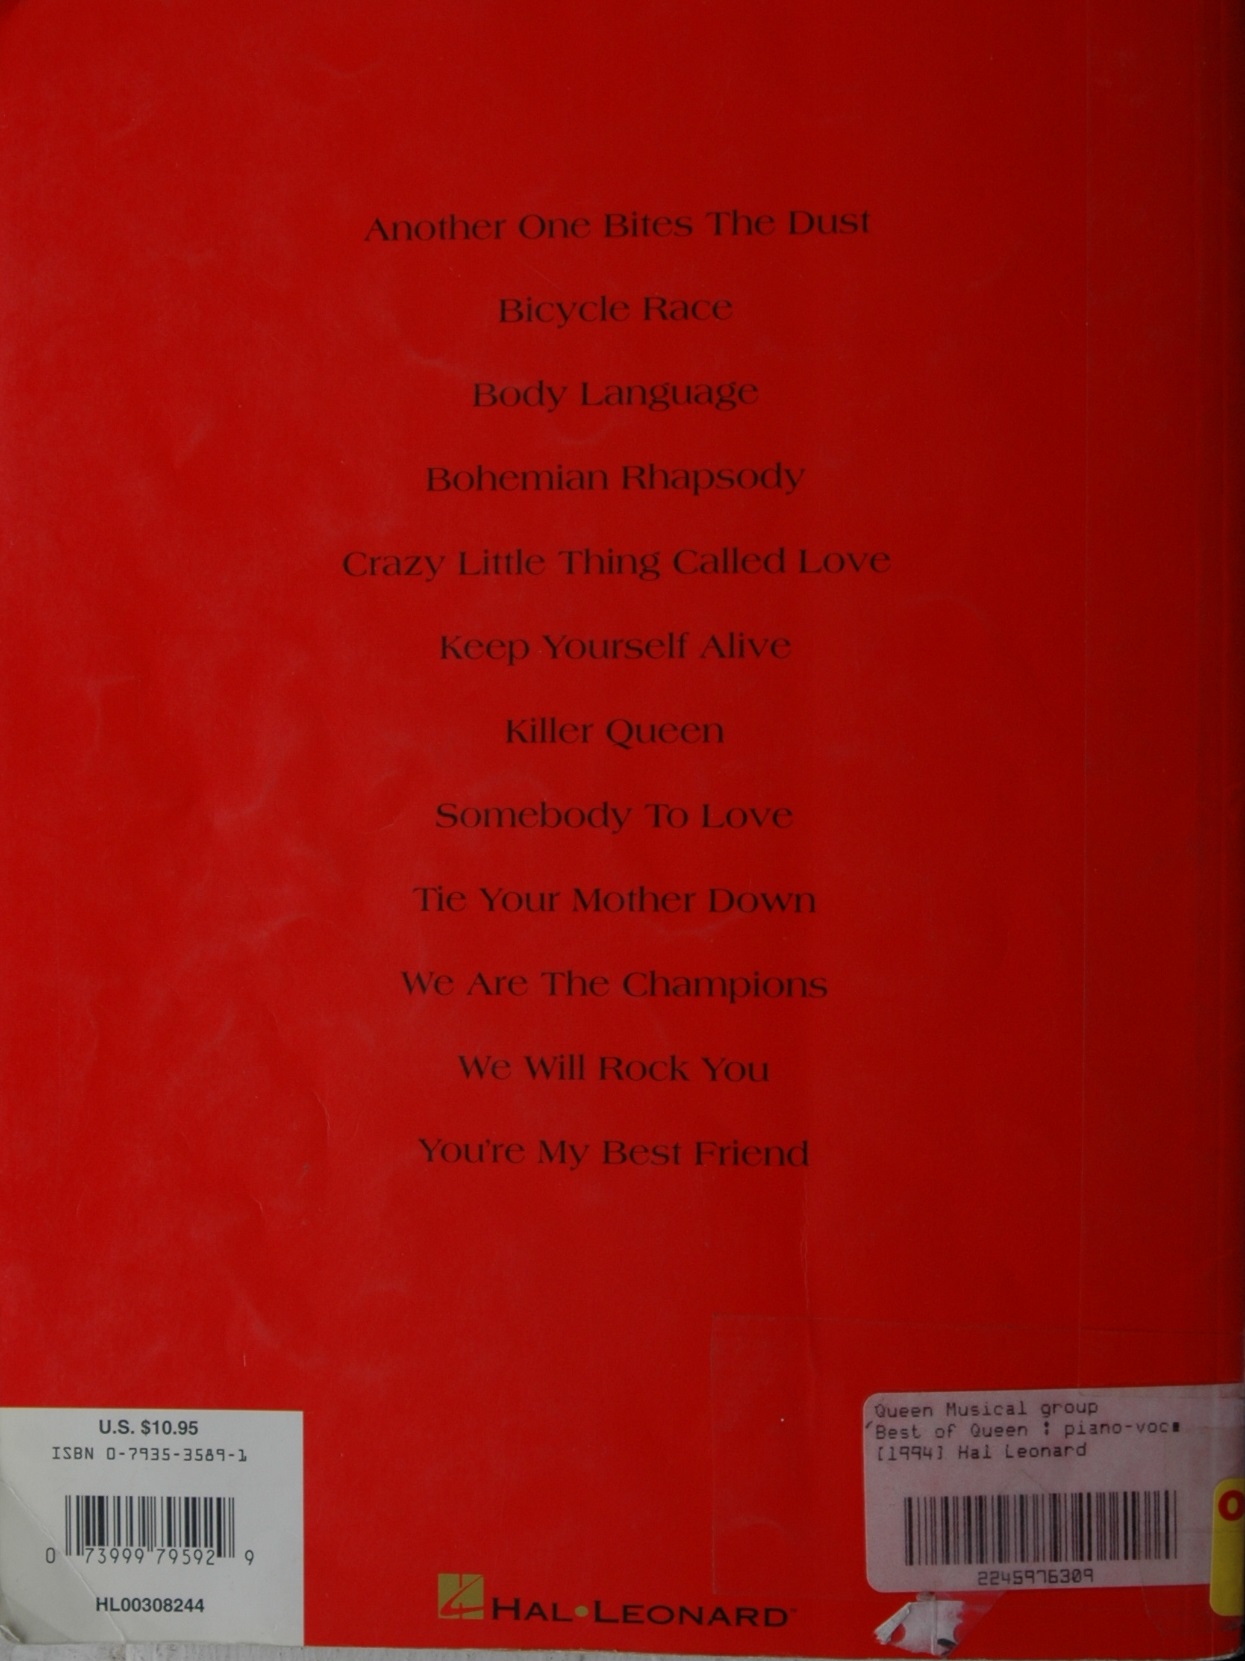 Another One Bites The Dust
Bicycle Race
Body Language
Bohemian Rhapsody
Crazy Little Thing Called Love
Keep Yourself Alive
Killer Queen
Somebody To Love
Tie Your Mother Down
We Are The Champions
We Will Rock You
You're My Best Friend
U.S. $10.95
ISBN 0-7935-3589-1
0 73999 79592 9
HL00308244
HAL•LEONARD
Queen Musical group
Best of Queen : piano-voc
[1994] Hal Leonard
2245976309